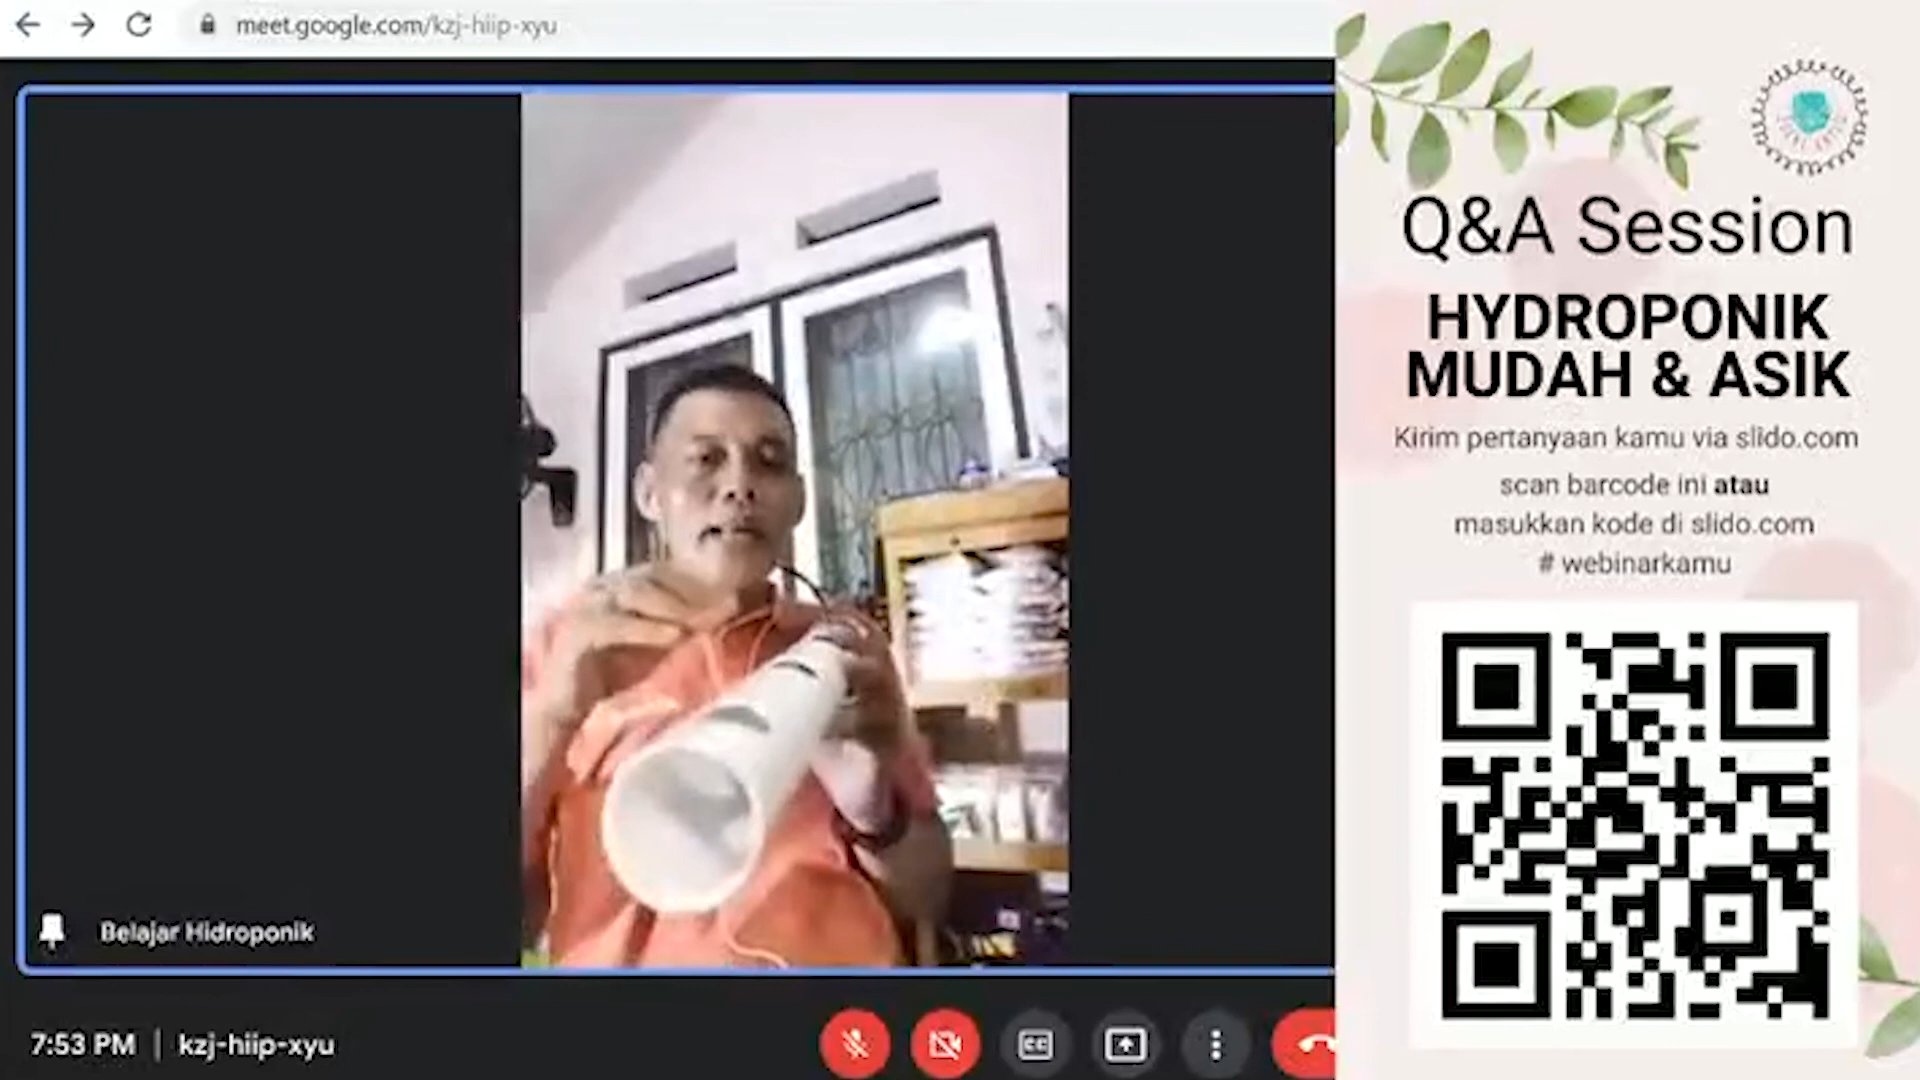 meet.google.com/kzj-hiip-xyu
Belajar Hidroponik
7:53 PM | kzj-hiip-xyu
Q&A Session
HYDROPONIK
MUDAH & ASIK
Kirim pertanyaan kamu via slido.com
scan barcode ini atau
masukkan kode di slido.com
# webinarkamu